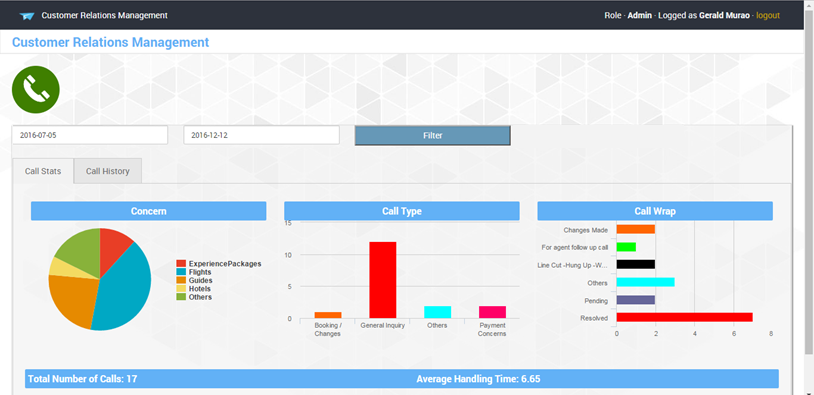 Customer Relations Management
Role · Admin · Logged as Gerald Murao · logout
Customer Relations Management
2016-07-05
2016-12-12
Filter
Call Stats
Call History
Concern
ExperiencePackages
Flights
Guides
Hotels
Others
Call Type
15
10
5
0
Booking / Changes
General Inquiry
Others
Payment Concerns
Call Wrap
Changes Made
For agent follow up call
Line Cut -Hung Up -W...
Others
Pending
Resolved
0 2 4 6 8
Total Number of Calls: 17
Average Handling Time: 6.65